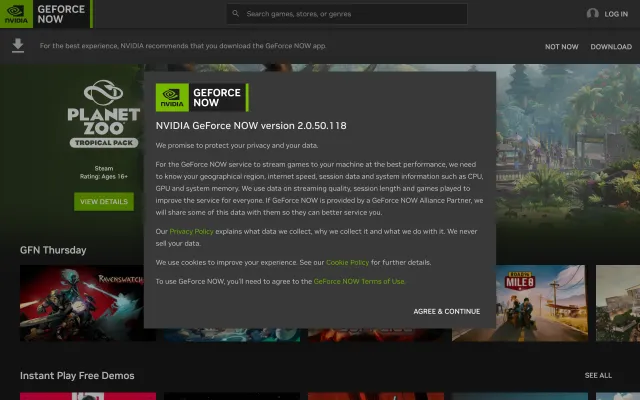 NVIDIA
GEFORCE
NOW
Search games, stores, or genres
LOG IN
For the best experience, NVIDIA recommends that you download the GeForce NOW app.
NOT NOW
DOWNLOAD
PLANET
ZOO
TROPICAL PACK
Steam
Rating: Ages 16+
VIEW DETAILS
NVIDIA
GEFORCE
NOW
NVIDIA GeForce NOW version 2.0.50.118
We promise to protect your privacy and your data.
For the GeForce NOW service to stream games to your machine at the best performance, we need
to know your geographical region, internet speed, session data and system information such as CPU,
GPU and system memory. We use data on streaming quality, session length and games played to
improve the service for everyone. If GeForce NOW is provided by a GeForce NOW Alliance Partner, we
will share some of this data with them so they can better service you.
Our Privacy Policy explains what data we collect, why we collect it and what we do with it. We never
sell your data.
We use cookies to improve your experience. See our Cookie Policy for further details.
To use GeForce NOW, you'll need to agree to the GeForce NOW Terms of Use.
AGREE & CONTINUE
GFN Thursday
RAVENSWATCH
MILE 8
Instant Play Free Demos
SEE ALL